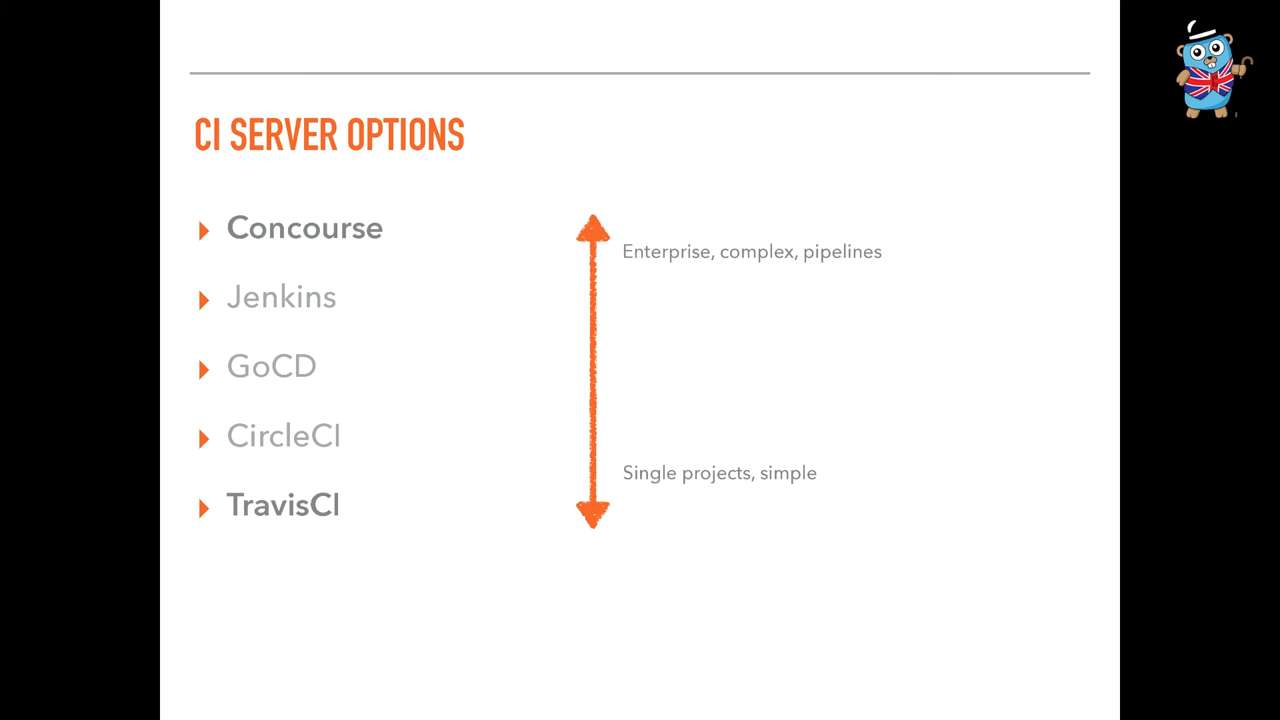 CI SERVER OPTIONS
Concourse
Jenkins
GoCD
CircleCI
TravisCI
Enterprise, complex, pipelines
Single projects, simple